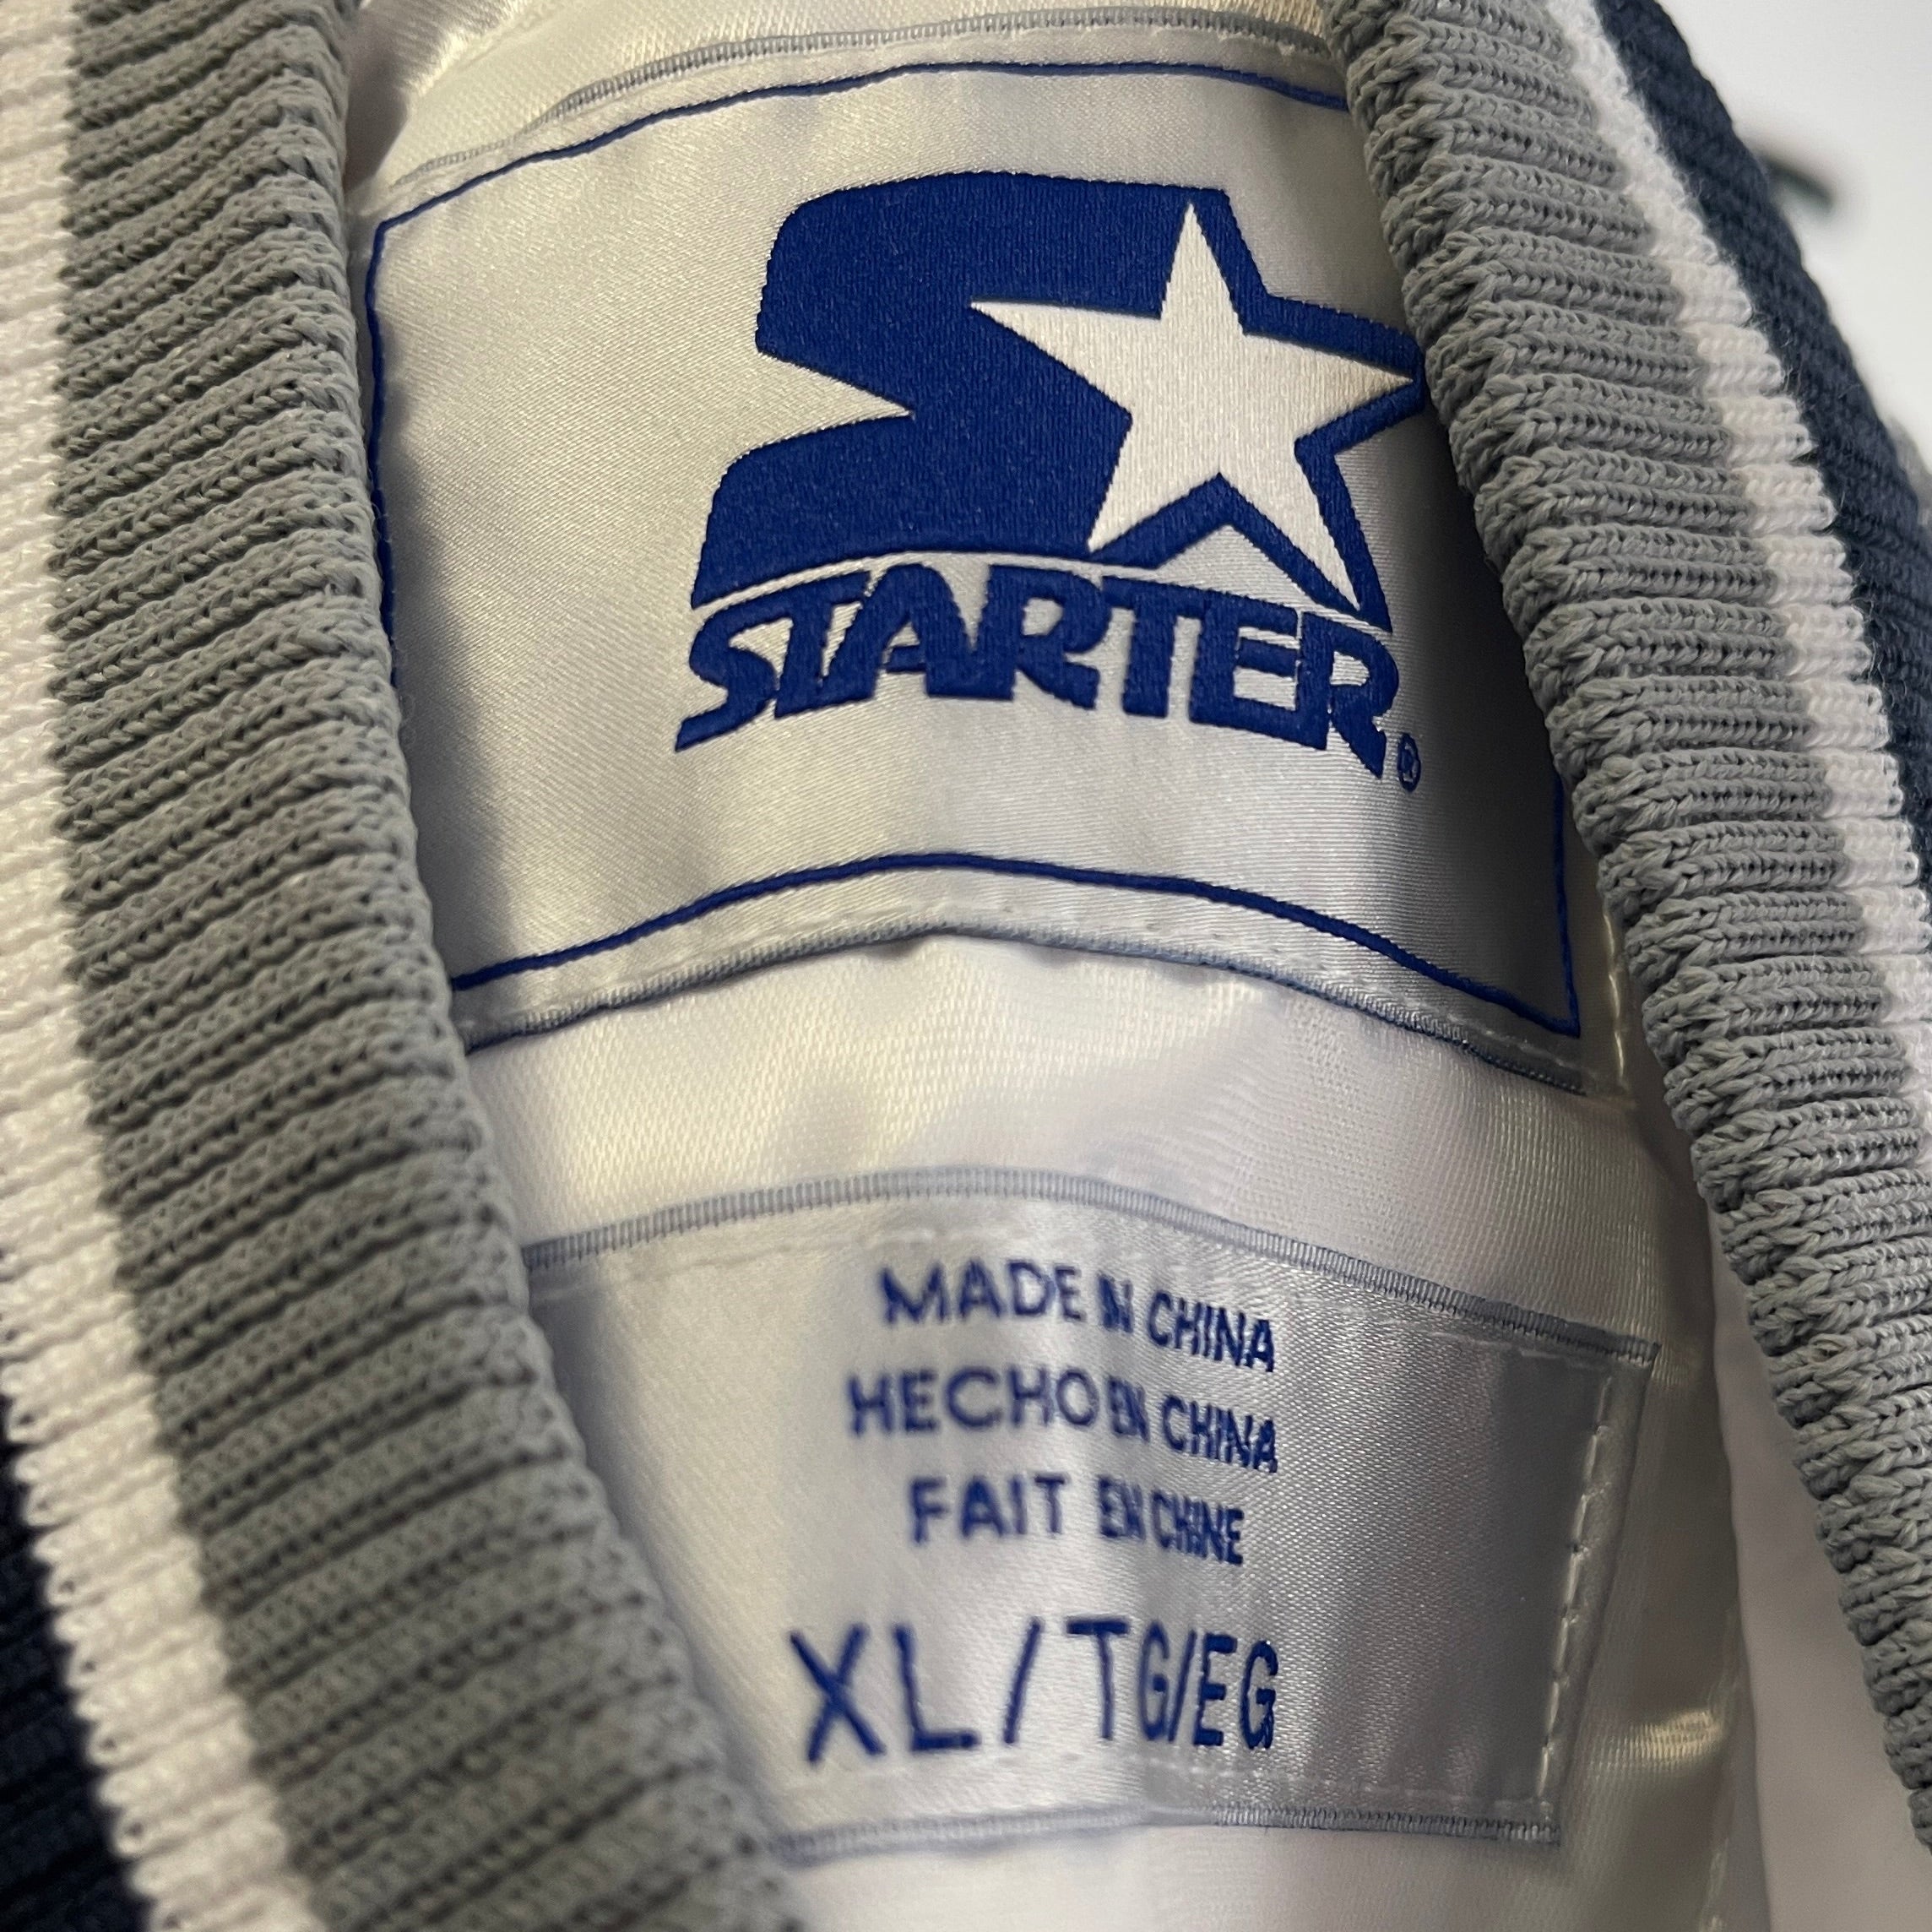 STARTER®
MADE IN CHINA
HECHO EN CHINA
FAIT EN CHINE
XL/TG/EG